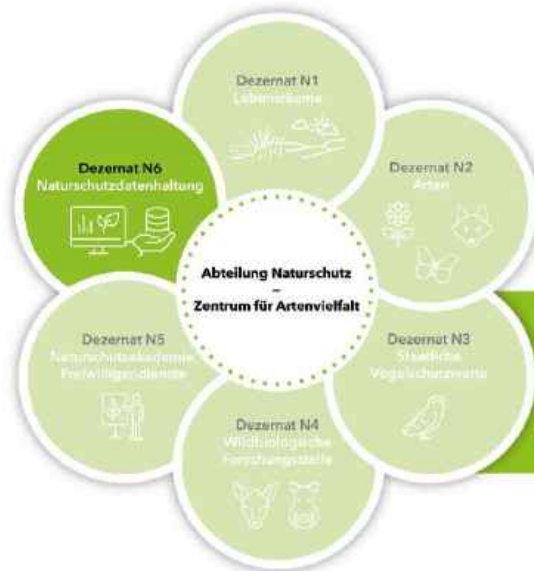 Dezernat N1
Lebensräume
Dezernat N2
Arten
Dezernat N3
Staatliche
Vogelschutzwarte
Dezernat N4
Wildbiologische
Forschungsstelle
Dezernat N5
Naturschutzakademie
Freiwilligendienste
Dezernat N6
Naturschutzdatenhaltung
Abteilung Naturschutz
–
Zentrum für Artenvielfalt